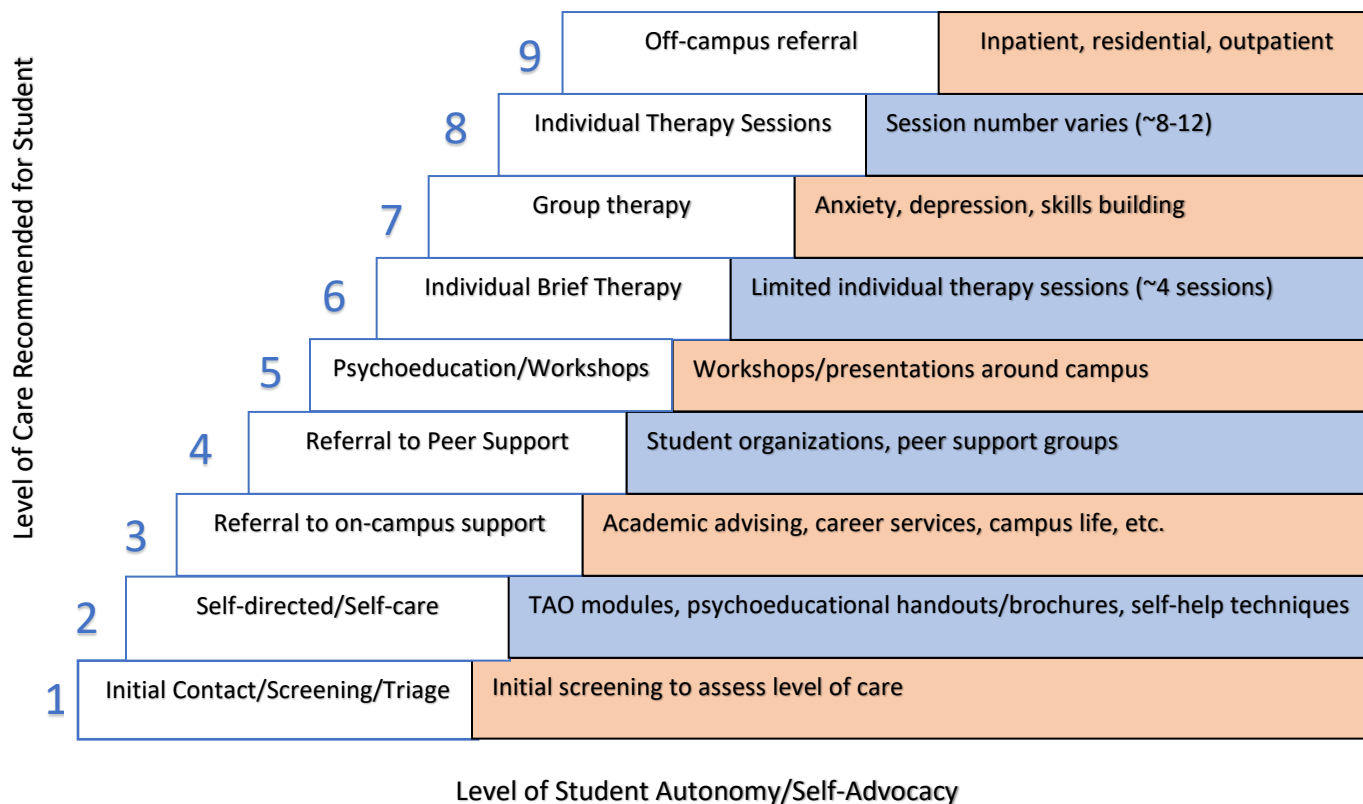 Level of Care Recommended for Student
9
Off-campus referral
Inpatient, residential, outpatient
8
Individual Therapy Sessions
Session number varies (~8-12)
7
Group therapy
Anxiety, depression, skills building
6
Individual Brief Therapy
Limited individual therapy sessions (~4 sessions)
5
Psychoeducation/Workshops
Workshops/presentations around campus
4
Referral to Peer Support
Student organizations, peer support groups
3
Referral to on-campus support
Academic advising, career services, campus life, etc.
2
Self-directed/Self-care
TAO modules, psychoeducational handouts/brochures, self-help techniques
1
Initial Contact/Screening/Triage
Initial screening to assess level of care
Level of Student Autonomy/Self-Advocacy